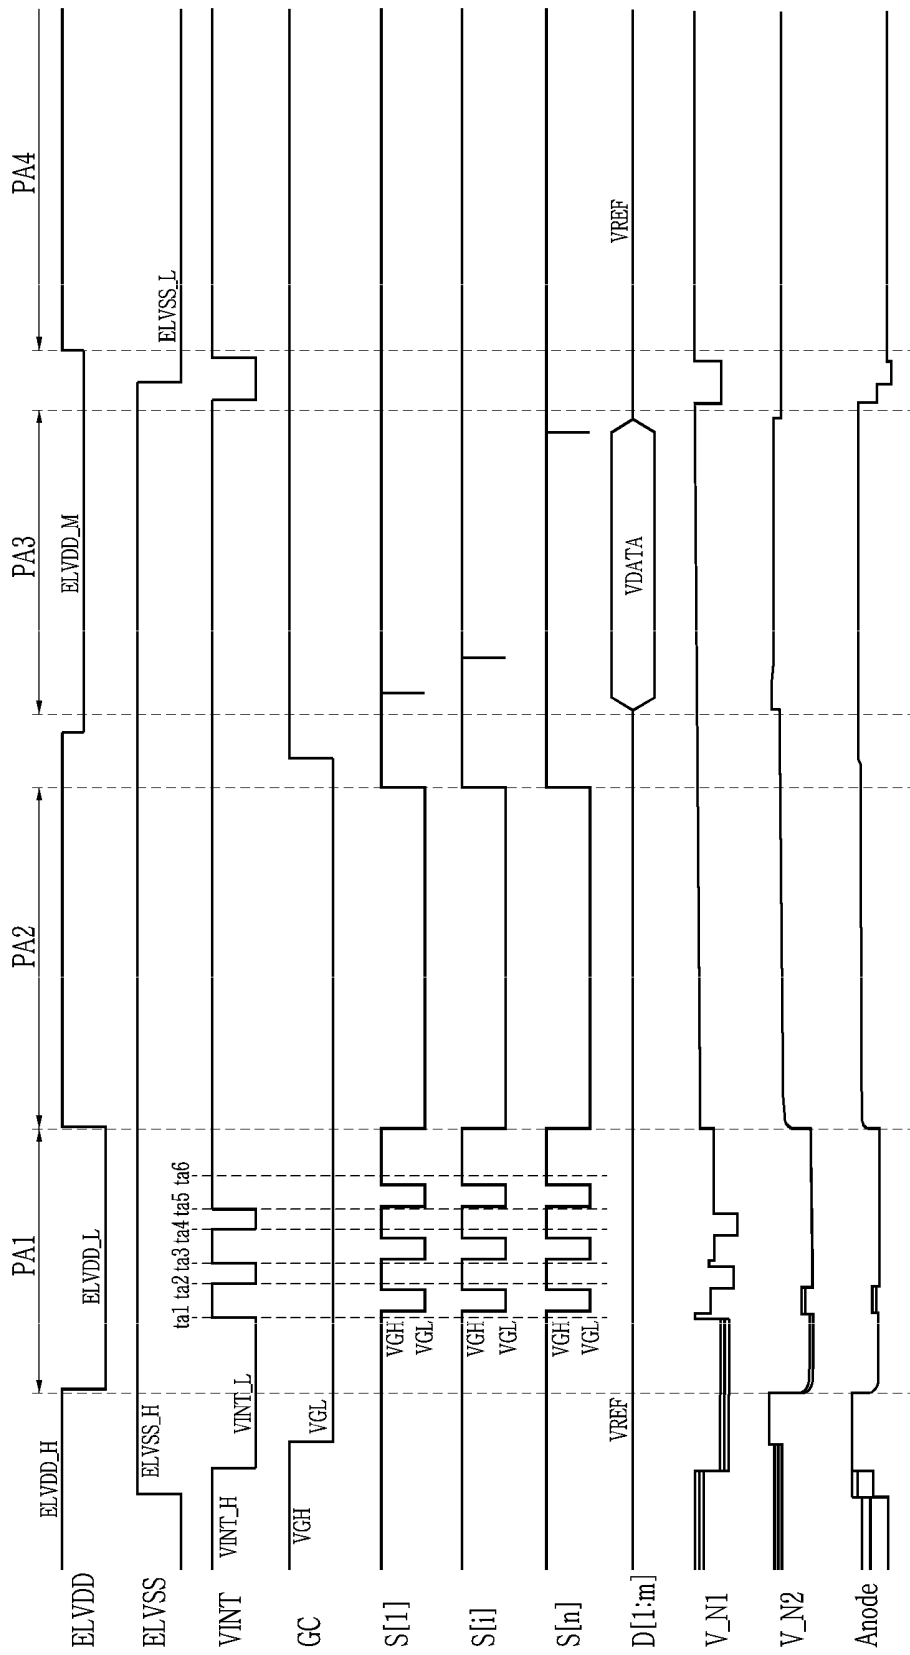 PA1
PA2
PA3
PA4
ELVDD
ELVDD_H
ELVDD_L
ELVDD_M
ELVSS
ELVSS_H
ELVSS_L
VINT
VINT_H
VINT_L
ta1 ta2 ta3 ta4 ta5 ta6
GC
VGH
VGL
S[1]
VGH
VGL
S[i]
VGH
VGL
S[n]
VGH
VGL
D[1:m]
VREF
VDATA
VREF
V_N1
V_N2
Anode